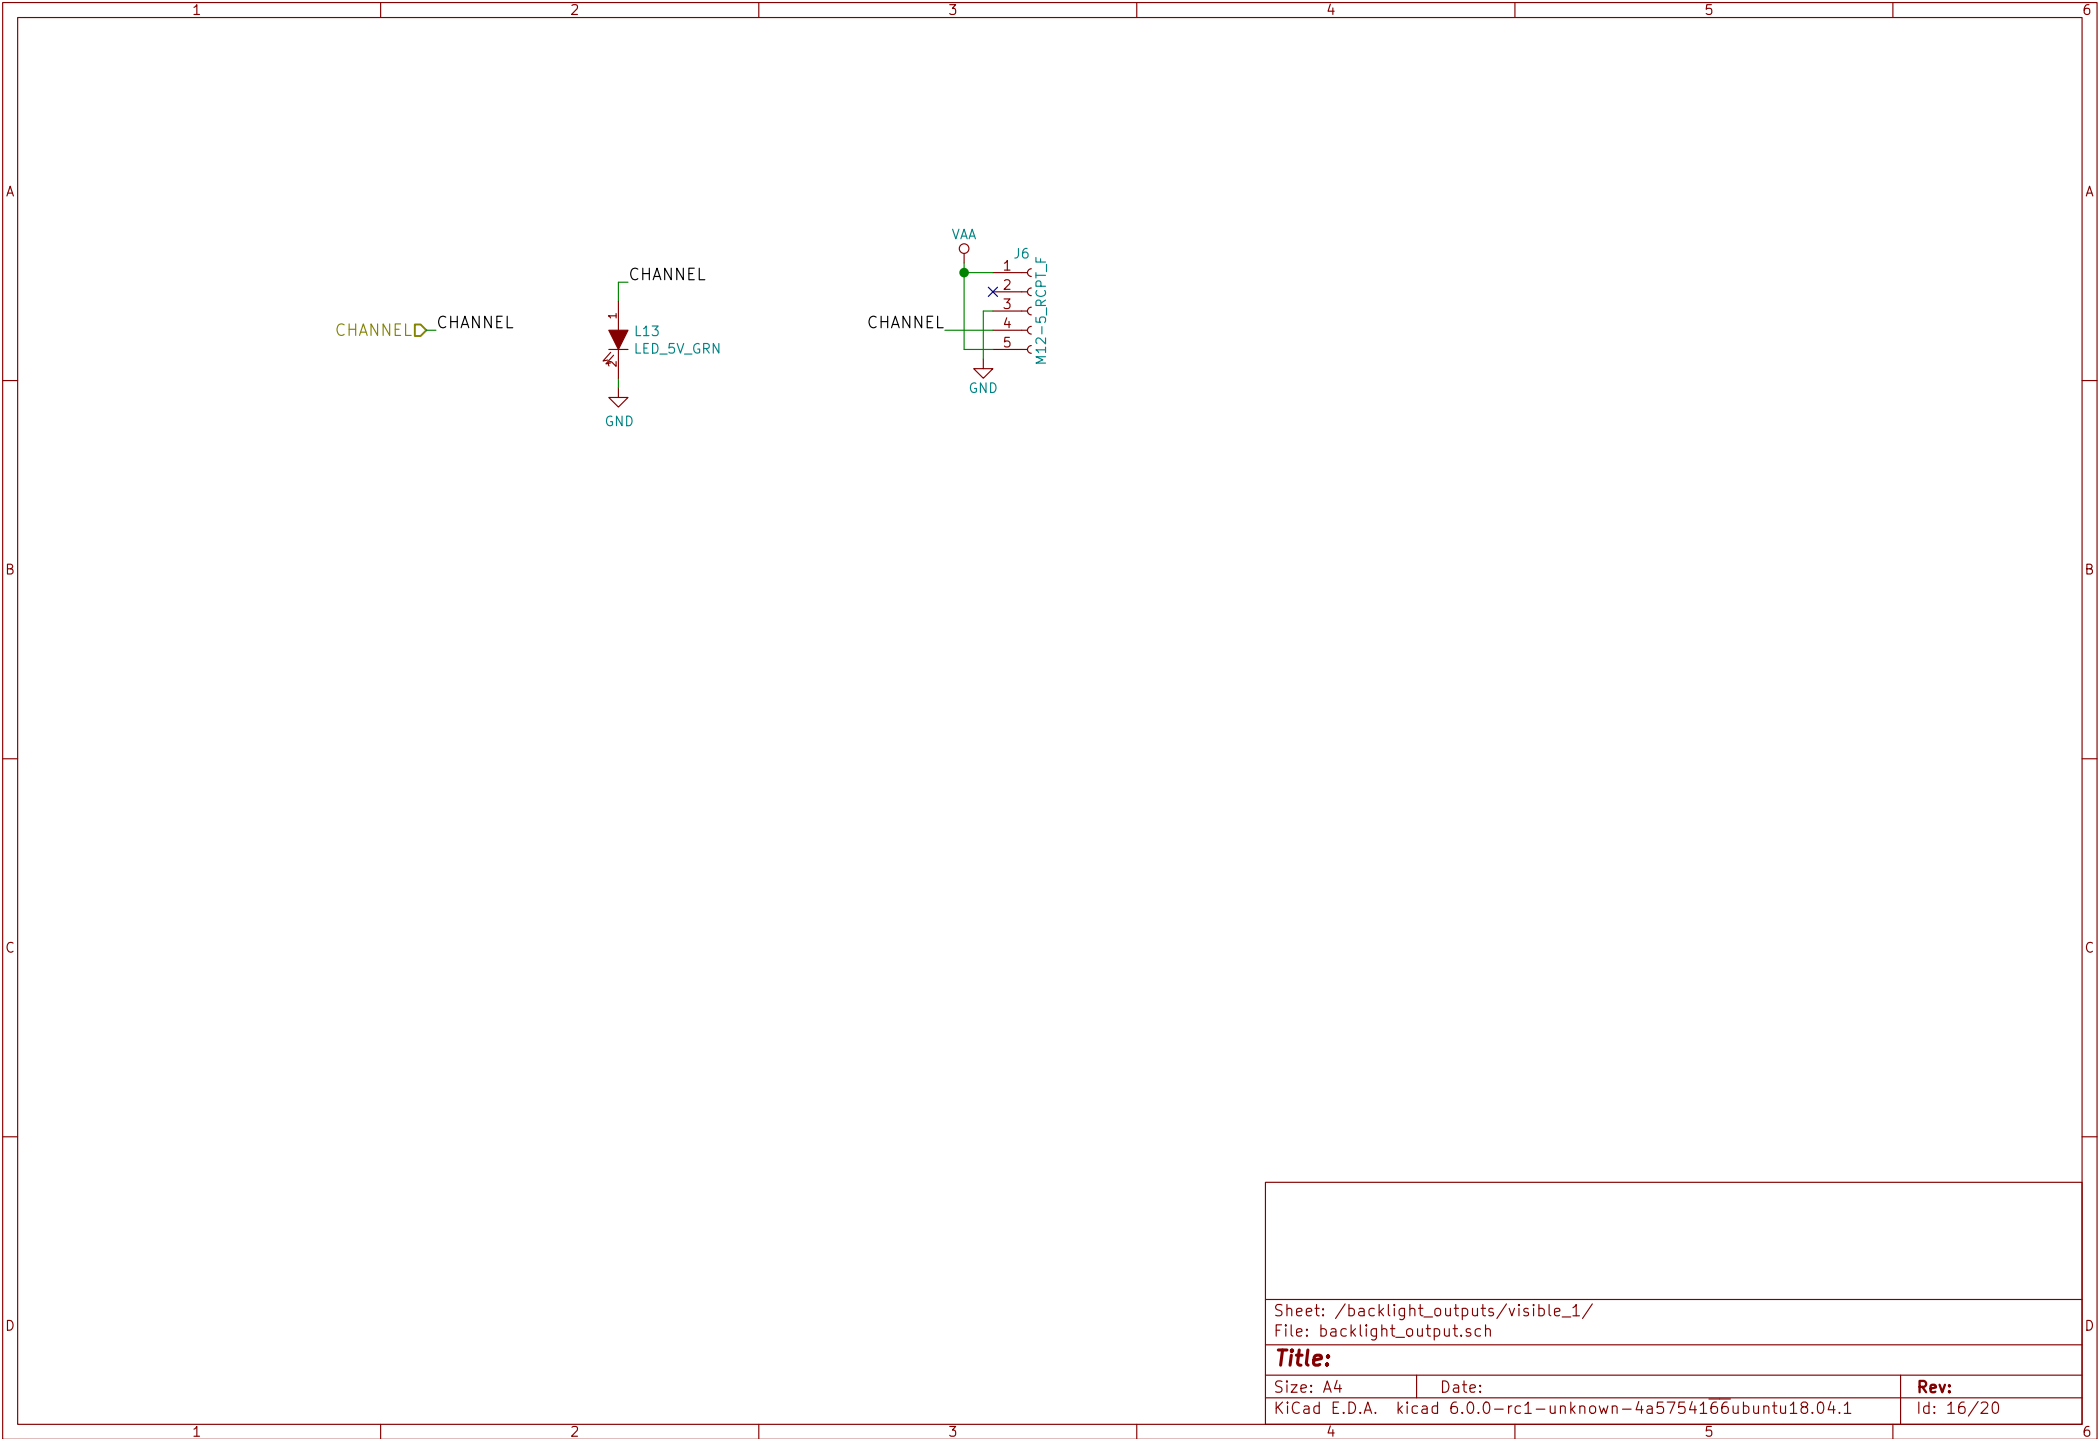 1 2 3 4 5 6
A A
VAA
J6
CHANNEL
1
2
3
4
5
M12-5_RCPT_F
CHANNEL CHANNEL
1
L13
LED_5V_GRN
2
CHANNEL
GND
GND
B B
C C
Sheet: /backlight_outputs/visible_1/
File: backlight_output.sch
D D
Title:
Size: A4 Date: Rev:
KiCad E.D.A. kicad 6.0.0-rc1-unknown-4a5754166ubuntu18.04.1 Id: 16/20
1 2 3 4 5 6